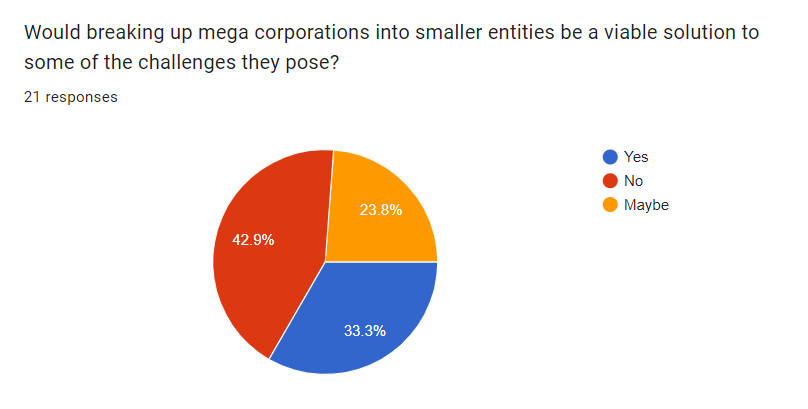 Would breaking up mega corporations into smaller entities be a viable solution to
some of the challenges they pose?
21 responses
Yes
No
Maybe
23.8%
42.9%
33.3%